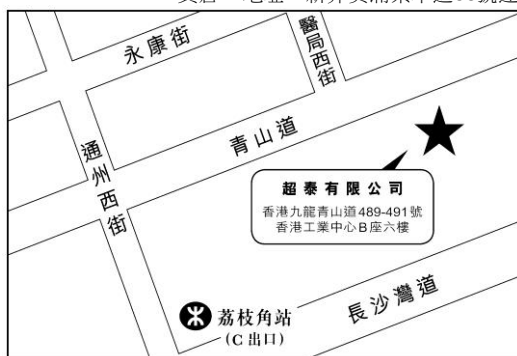 永康街
醫局西街
青山道
通州西街
超泰有限公司
香港九龍青山道489-491號
香港工業中心B座六樓
長沙灣道
荔枝角站
(C出口)